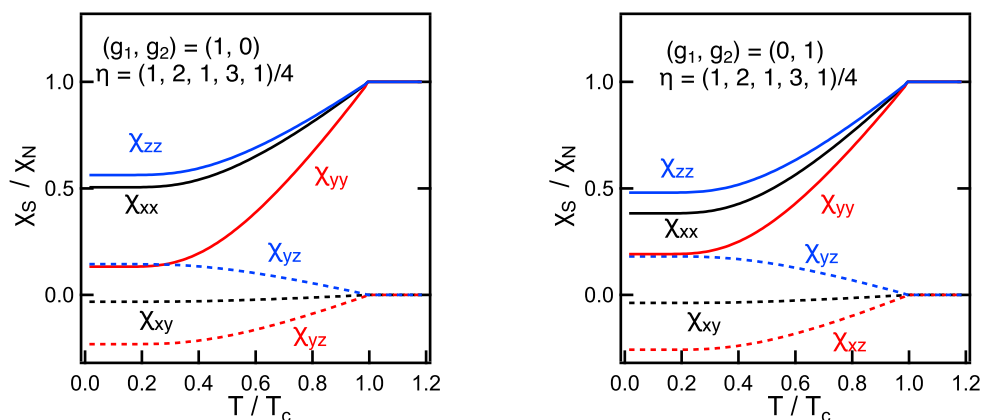 (g1, g2) = (1, 0)
η = (1, 2, 1, 3, 1)/4
1.0
0.5
0.0
χS / χN
χzz
χxx
χyy
χyz
χxy
χyz
0.0 0.2 0.4 0.6 0.8 1.0 1.2
T / Tc
(g1, g2) = (0, 1)
η = (1, 2, 1, 3, 1)/4
1.0
0.5
0.0
χS / χN
χzz
χxx
χyy
χyz
χxy
χxz
0.0 0.2 0.4 0.6 0.8 1.0 1.2
T / Tc